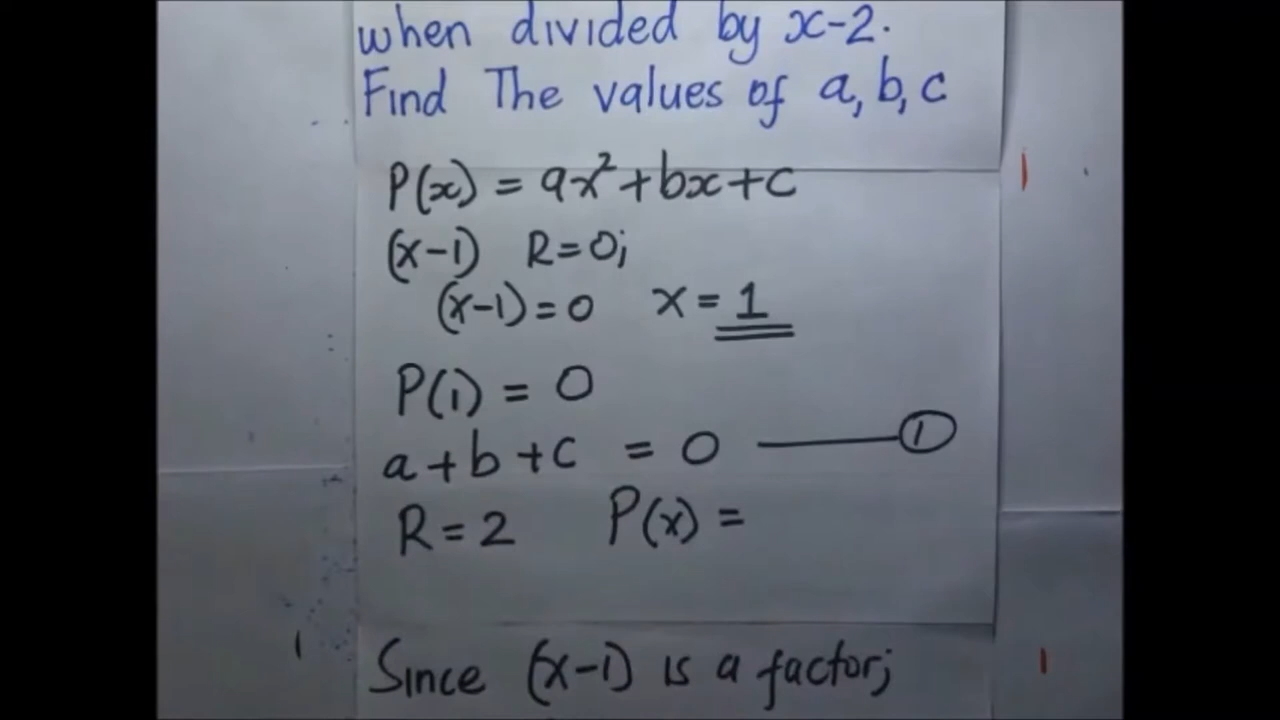 when divided by x-2.
Find The values of a, b, c
P(x) = ax²+bx+c
(x-1) R=0;
(x-1)=0 x = 1
P(1) = 0
a+b+c = 0 — ①
R=2 P(x) =
Since (x-1) is a factor;